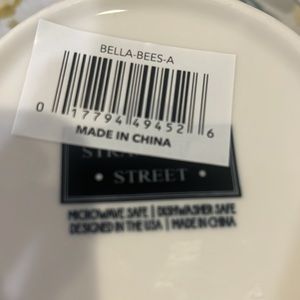 BELLA-BEES-A
0 17794 49452 6
MADE IN CHINA
• STREET •
MICROWAVE SAFE | DISHWASHER SAFE
DESIGNED IN THE USA | MADE IN CHINA